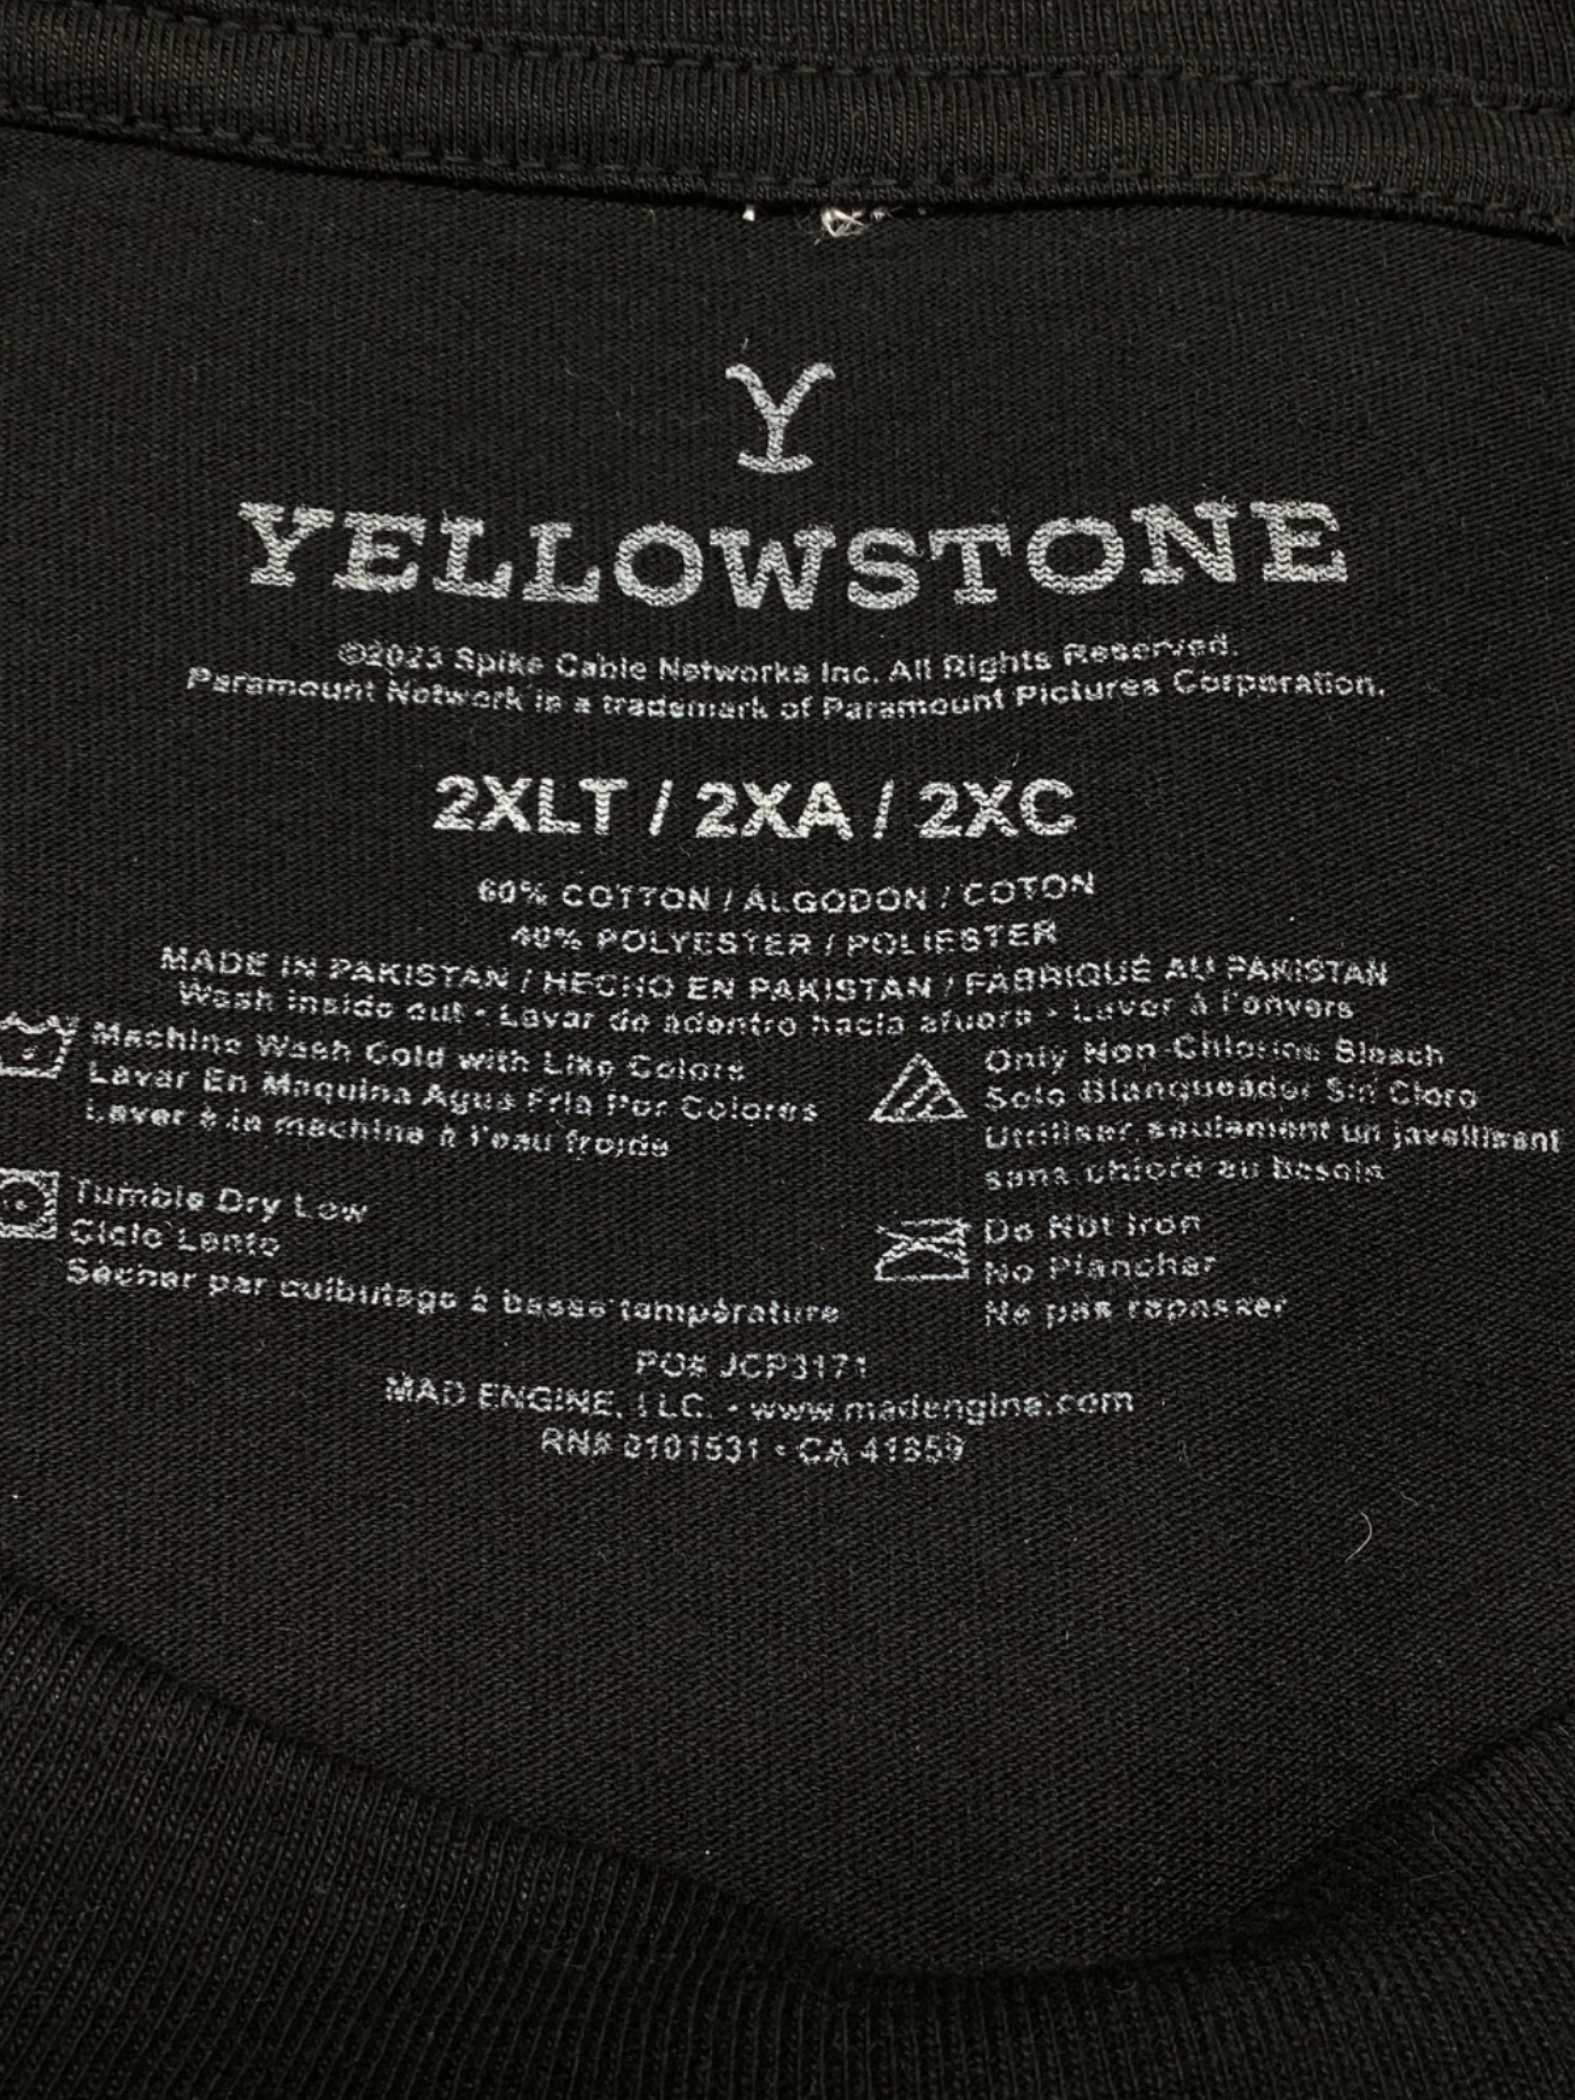 Y
YELLOWSTONE
©2023 Spike Cable Networks Inc. All Rights Reserved.
Paramount Network is a trademark of Paramount Pictures Corporation.
2XLT / 2XA / 2XC
60% COTTON / ALGODON / COTON
40% POLYESTER / POLIESTER
MADE IN PAKISTAN / HECHO EN PAKISTAN / FABRIQUÉ AU PAKISTAN
Wash inside out - Lavar de adentro hacia afuera - Laver à l'envers
Machine Wash Cold with Like Colors
Lavar En Maquina Agua Fria Por Colores
Laver à la machine à l'eau froide
Only Non-Chlorine Bleach
Solo Blanqueador Sin Cloro
Utiliser seulement un javellisant
sans chlore au besoin
Tumble Dry Low
Ciclo Lento
Sécher par culbutage à basse température
Do Not Iron
No Planchar
Ne pas repasser
PO# JCP3171
MAD ENGINE, LLC. • www.madengine.com
RN# 0101531 • CA 41859